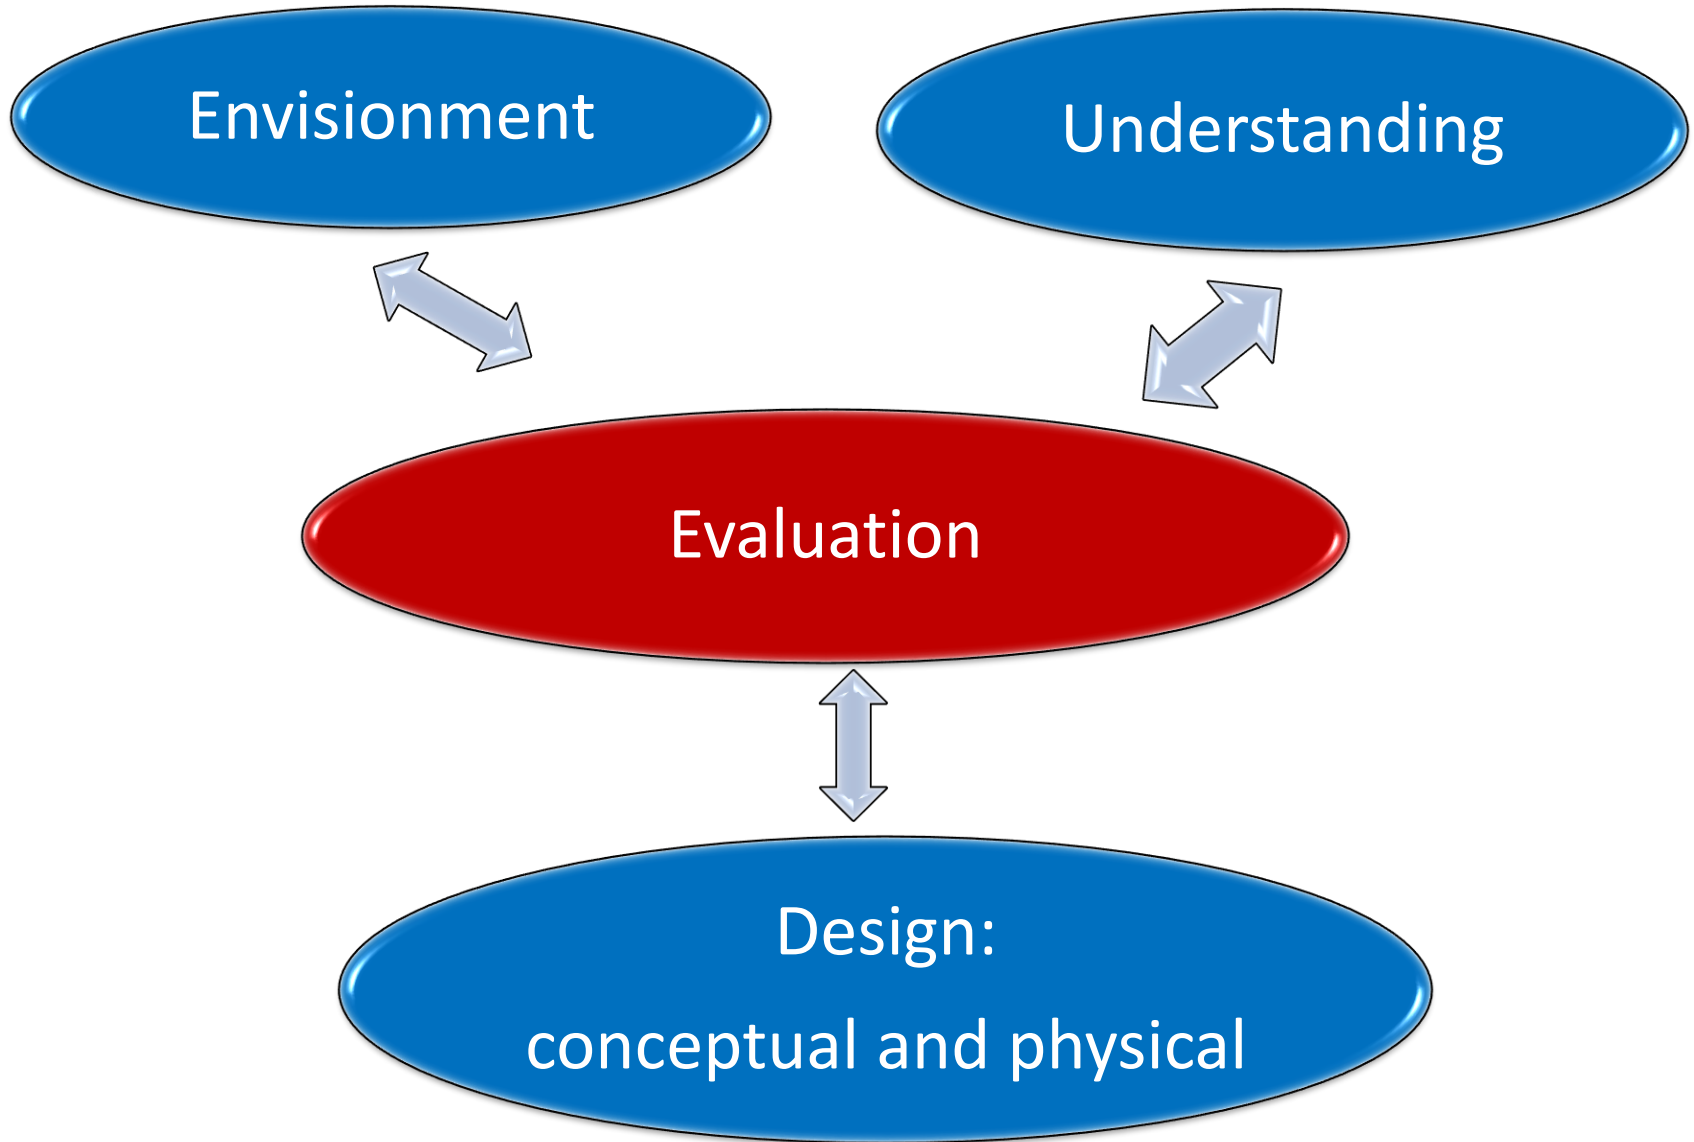 Envisionment
Understanding
Evaluation
Design:
conceptual and physical